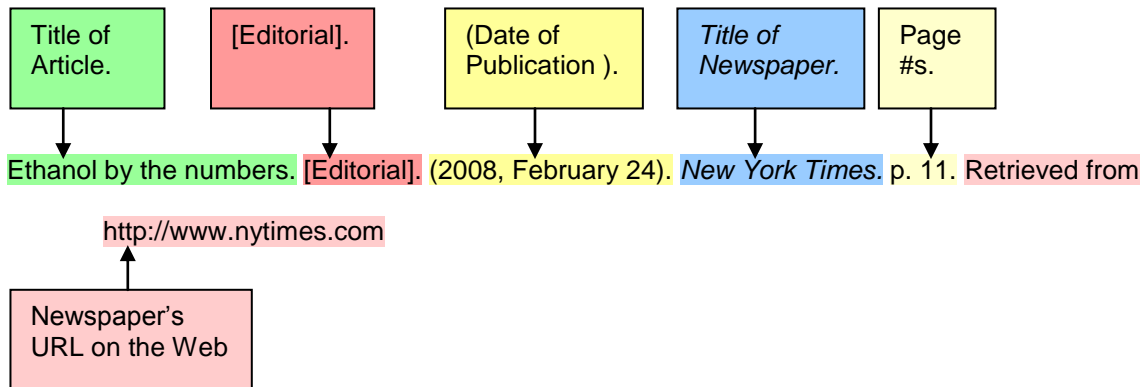 Title of
Article.
[Editorial].
(Date of
Publication ).
Title of
Newspaper.
Page
#s.
Ethanol by the numbers. [Editorial]. (2008, February 24). New York Times. p. 11. Retrieved from
http://www.nytimes.com
Newspaper’s
URL on the Web